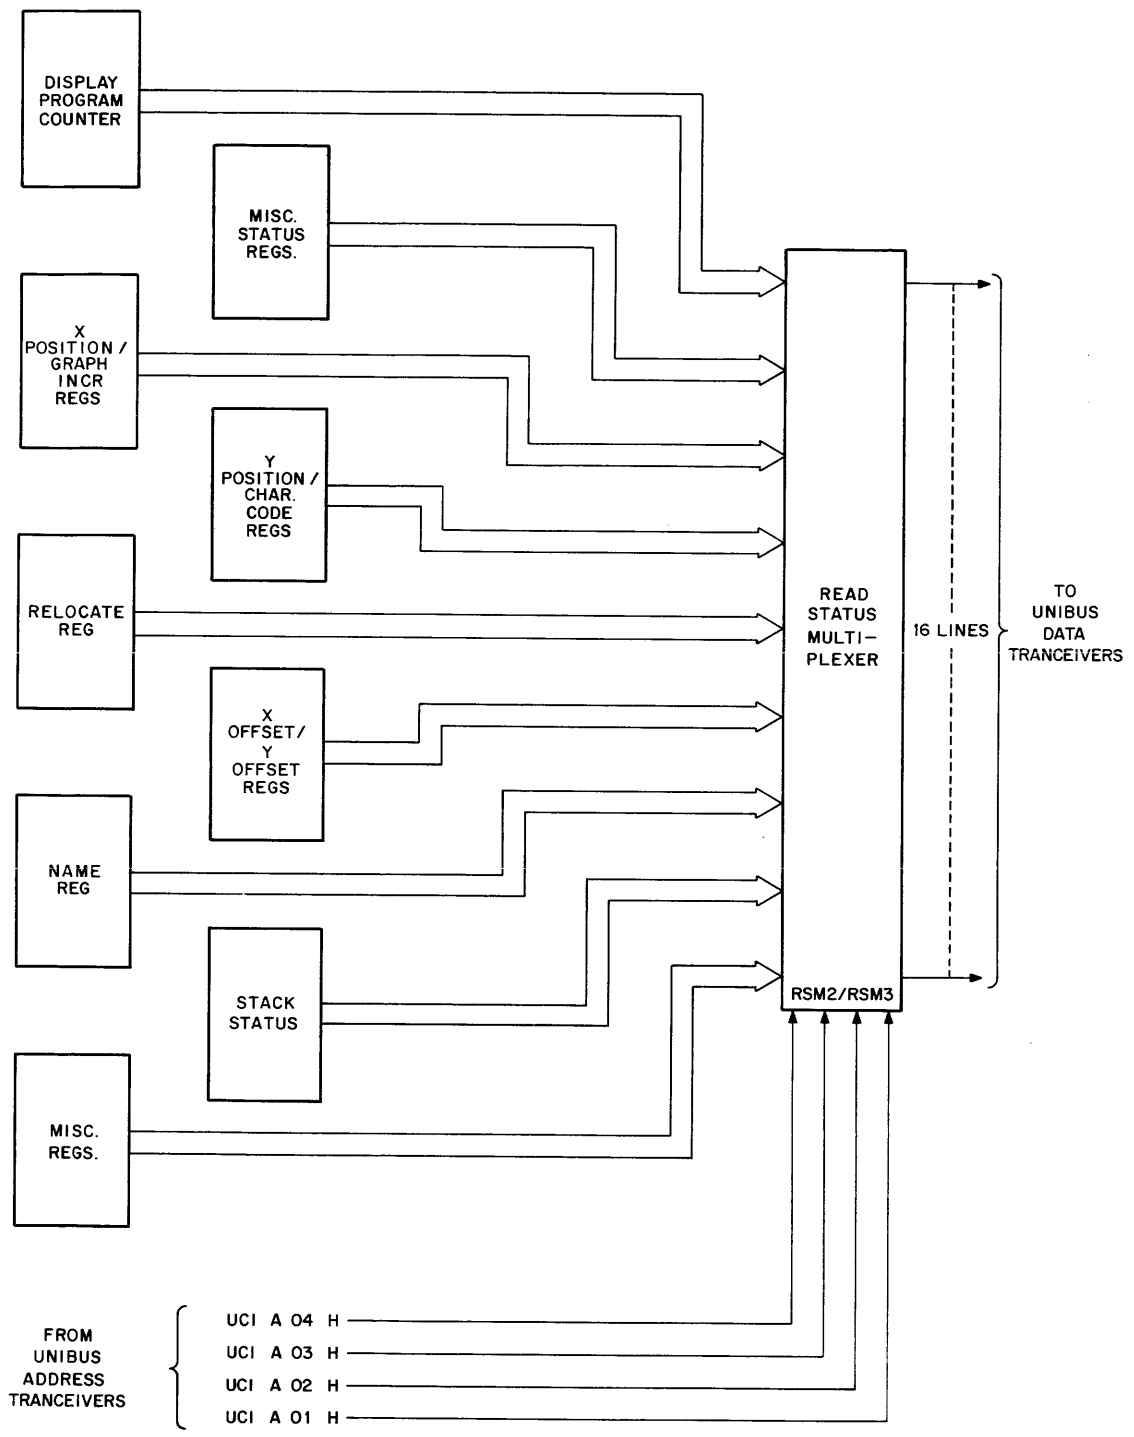 DISPLAY
PROGRAM
COUNTER
MISC.
STATUS
REGS.
X
POSITION /
GRAPH
INCR
REGS
Y
POSITION /
CHAR.
CODE
REGS
RELOCATE
REG
X
OFFSET /
Y
OFFSET
REGS
NAME
REG
STACK
STATUS
MISC.
REGS.
READ
STATUS
MULTI-
PLEXER
RSM2/RSM3
16 LINES
TO
UNIBUS
DATA
TRANCEIVERS
FROM
UNIBUS
ADDRESS
TRANCEIVERS
UCI A 04 H
UCI A 03 H
UCI A 02 H
UCI A 01 H